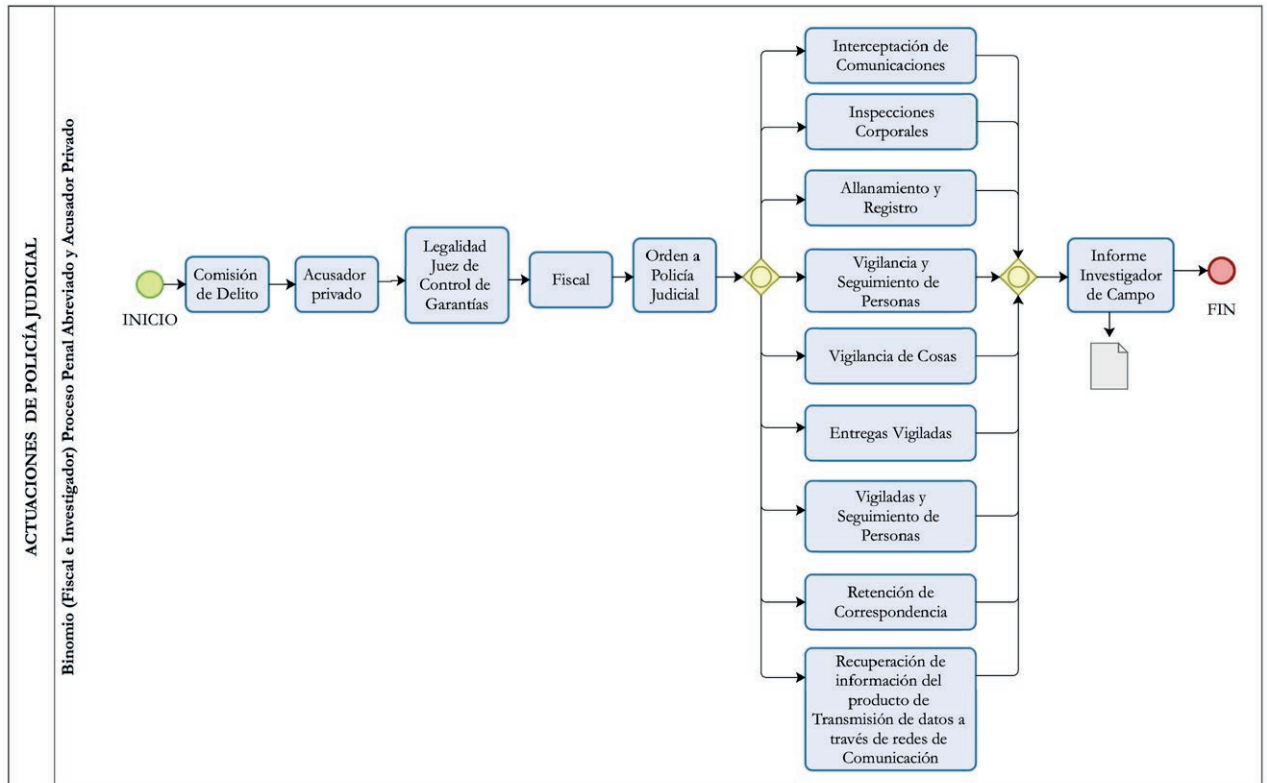 ACTUACIONES DE POLICÍA JUDICIAL
Binomio (Fiscal e Investigador) Proceso Penal Abreviado y Acusador Privado
INICIO
Comisión
de Delito
Acusador
privado
Legalidad
Juez de
Control de
Garantías
Fiscal
Orden a
Policía
Judicial
Interceptación de
Comunicaciones
Inspecciones
Corporales
Allanamiento y
Registro
Vigilancia y
Seguimiento de
Personas
Vigilancia de Cosas
Entregas Vigiladas
Vigiladas y
Seguimiento de
Personas
Retención de
Correspondencia
Recuperación de
información del
producto de
Transmisión de datos a
través de redes de
Comunicación
Informe
Investigador
de Campo
FIN